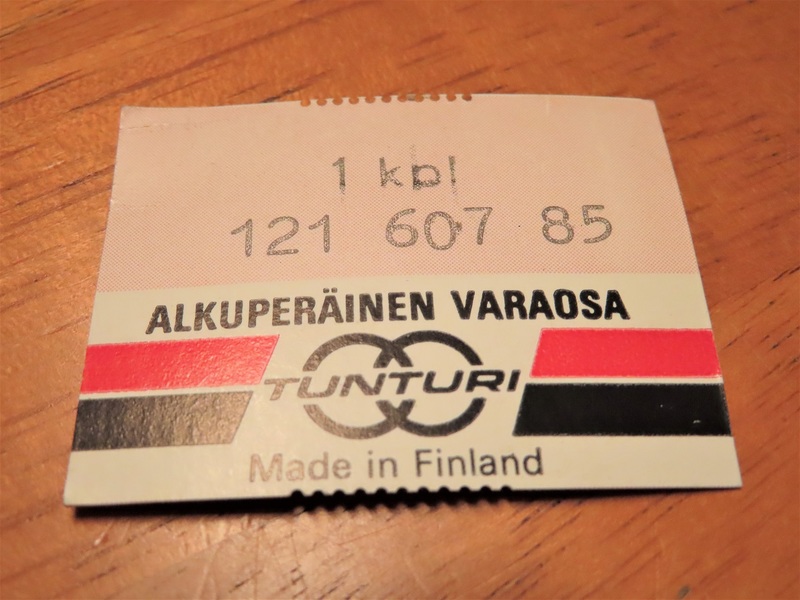 1 kpl
121 607 85
ALKUPERÄINEN VARAOSA
TUNTURI
Made in Finland